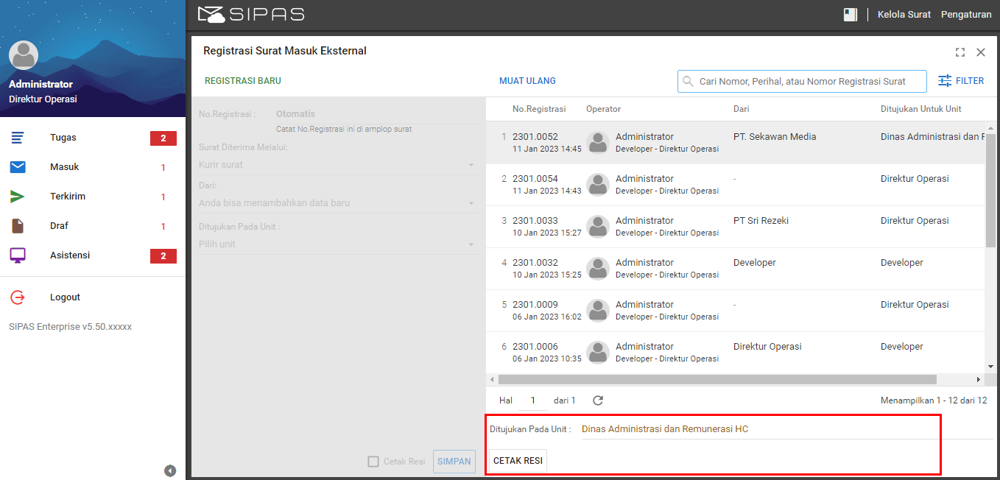 SIPAS
Kelola Surat Pengaturan
Administrator
Direktur Operasi
Tugas 2
Masuk 1
Terkirim 1
Draf 1
Asistensi 2
Logout
SIPAS Enterprise v5.50.xxxxx
Registrasi Surat Masuk Eksternal
REGISTRASI BARU
No.Registrasi : Otomatis
Catat No.Registrasi ini di amplop surat
Surat Diterima Melalui:
Kurir surat
Dari:
Anda bisa menambahkan data baru
Ditujukan Pada Unit :
Pilih unit
Cetak Resi SIMPAN
MUAT ULANG Cari Nomor, Perihal, atau Nomor Registrasi Surat FILTER
No.Registrasi Operator Dari Ditujukan Untuk Unit
1 2301.0052 Administrator PT. Sekawan Media Dinas Administrasi dan
11 Jan 2023 14:45 Developer - Direktur Operasi
2 2301.0054 Administrator - Direktur Operasi
11 Jan 2023 14:43 Developer - Direktur Operasi
3 2301.0033 Administrator PT Sri Rezeki Direktur Operasi
10 Jan 2023 15:27 Developer - Direktur Operasi
4 2301.0032 Administrator Developer Developer
10 Jan 2023 15:25 Developer - Direktur Operasi
5 2301.0009 Administrator - Direktur Operasi
06 Jan 2023 16:02 Developer - Direktur Operasi
6 2301.0006 Administrator Direktur Operasi Developer
06 Jan 2023 10:35 Developer - Direktur Operasi
Hal 1 dari 1 Menampilkan 1 - 12 dari 12
Ditujukan Pada Unit : Dinas Administrasi dan Remunerasi HC
CETAK RESI